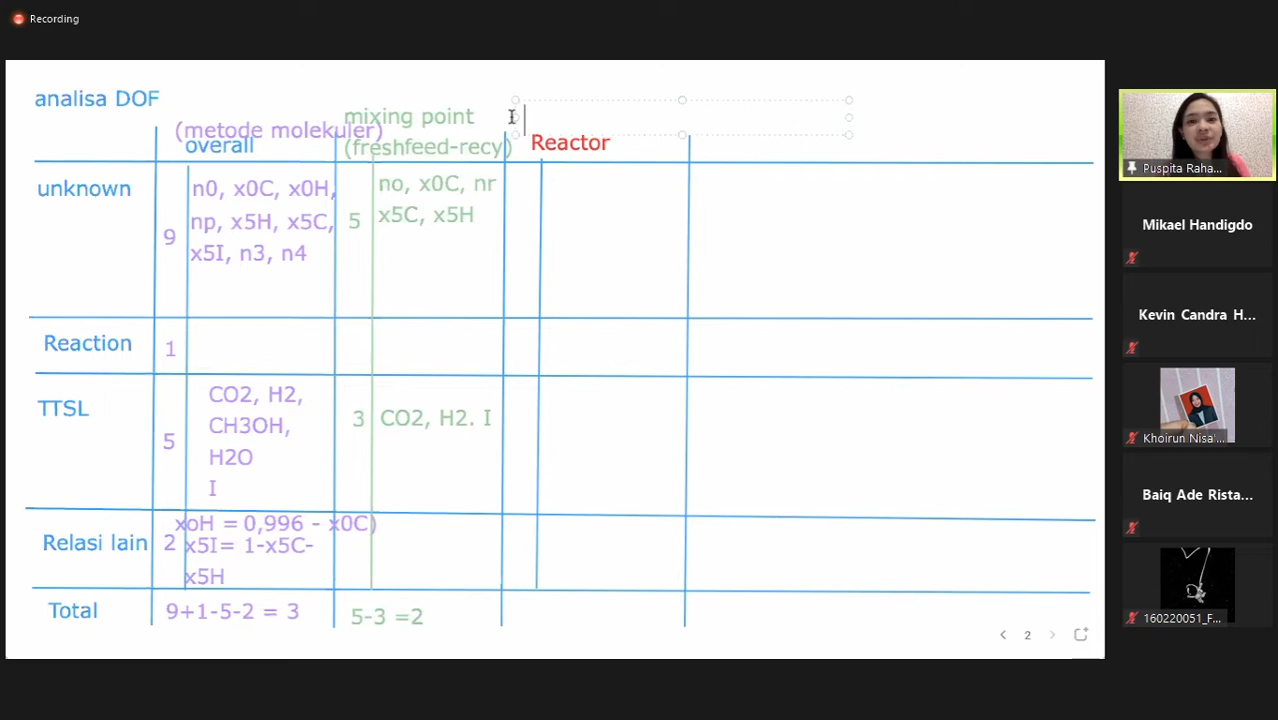 Recording
analisa DOF
(metode molekuler)
overall
mixing point
(freshfeed-recy)
Reactor
unknown
9
n0, x0C, x0H,
np, x5H, x5C,
x5I, n3, n4
5
no, x0C, nr
x5C, x5H
Reaction
1
TTSL
5
CO2, H2,
CH3OH,
H2O
I
3
CO2, H2. I
Relasi lain
2
xoH = 0,996 - x0C)
x5I= 1-x5C-
x5H
Total
9+1-5-2 = 3
5-3 =2
2
Puspita Raha...
Mikael Handigdo
Kevin Candra H...
Khoirun Nisa'...
Baiq Ade Rista...
160220051_F...